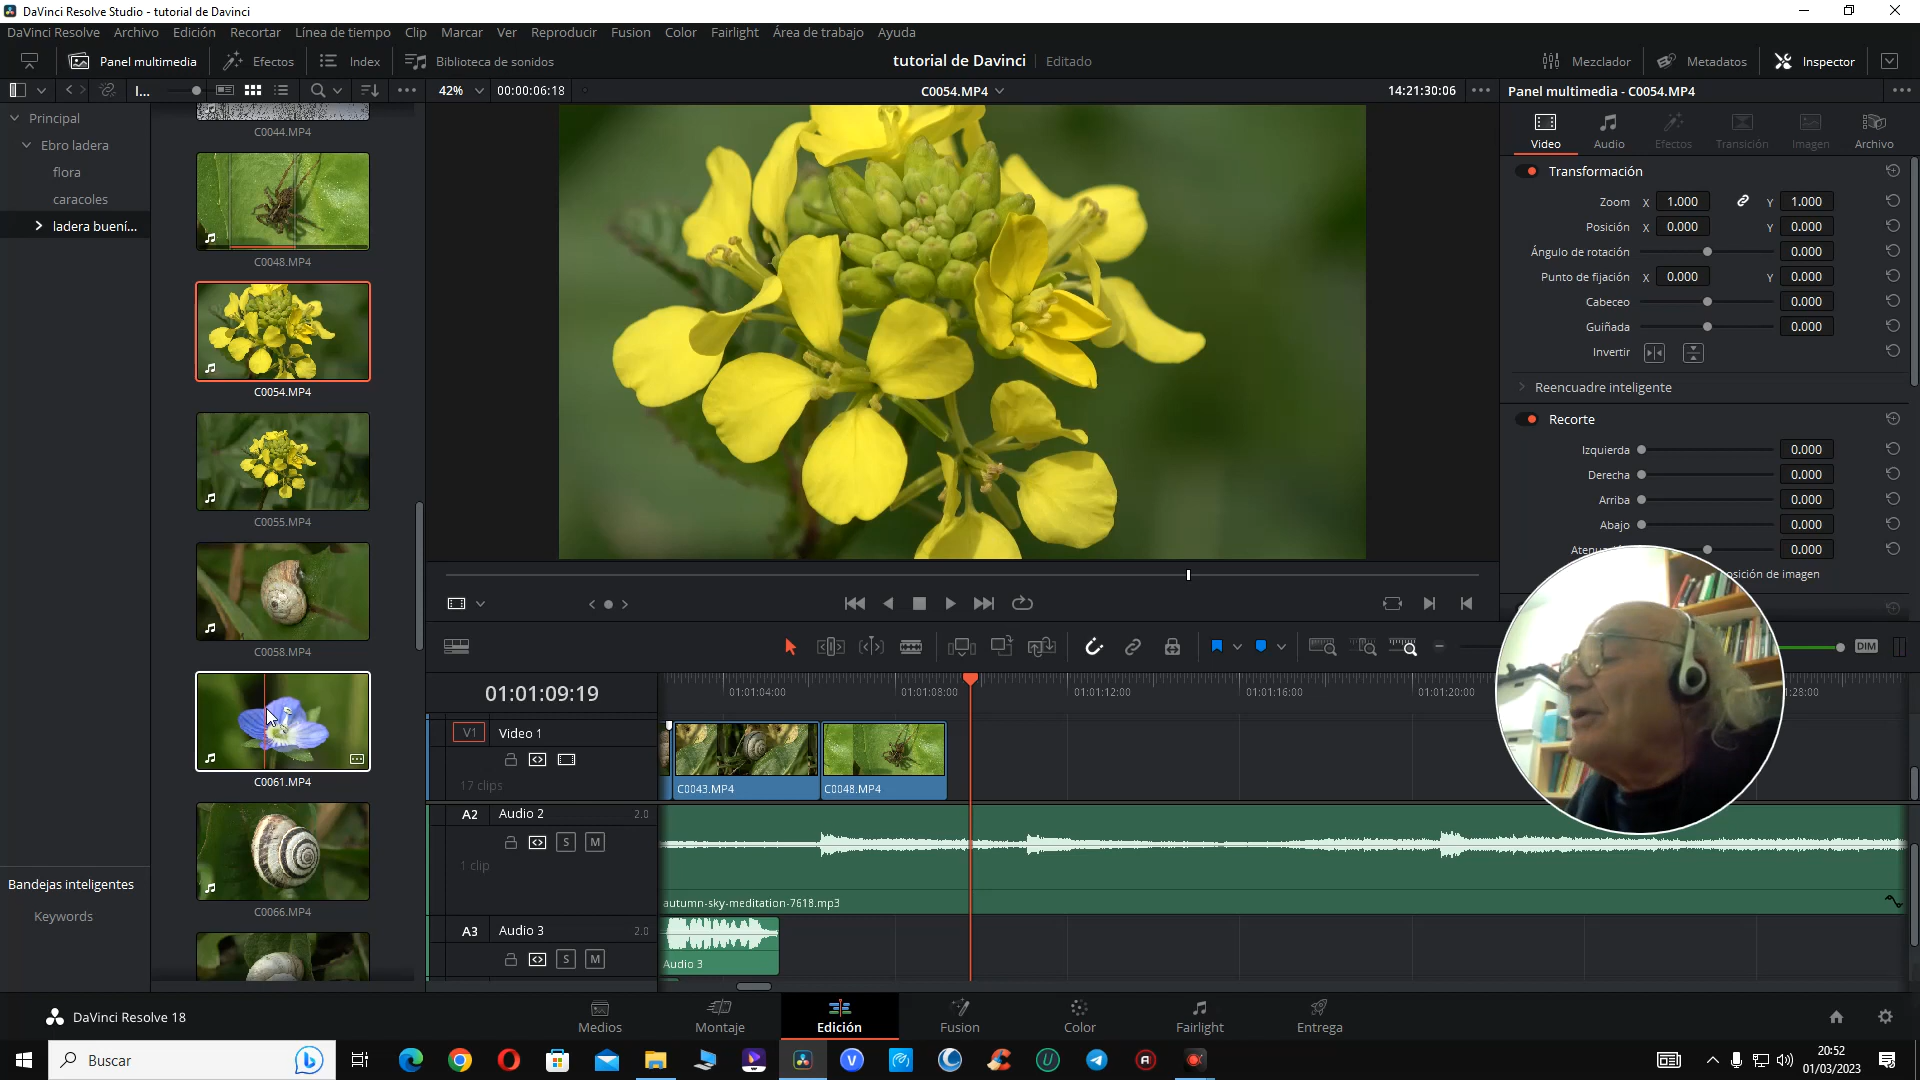 DaVinci Resolve Studio - tutorial de Davinci
DaVinci Resolve Archivo Edición Recortar Línea de tiempo Clip Marcar Ver Reproducir Fusion Color Fairlight Área de trabajo Ayuda
Panel multimedia Efectos Index Biblioteca de sonidos tutorial de Davinci Editado Mezclador Metadatos Inspector
I... 42% 00:00:06:18 C0054.MP4 14:21:30:06 Panel multimedia - C0054.MP4
Principal
Ebro ladera
flora
caracoles
ladera buení...
Bandejas inteligentes
Keywords
C0044.MP4
C0048.MP4
C0054.MP4
C0055.MP4
C0058.MP4
C0061.MP4
C0066.MP4
Video Audio Efectos Transición Imagen Archivo
Transformación
Zoom X 1.000 Y 1.000
Posición X 0.000 Y 0.000
Ángulo de rotación 0.000
Punto de fijación X 0.000 Y 0.000
Cabeceo 0.000
Guiñada 0.000
Invertir
Reencuadre inteligente
Recorte
Izquierda 0.000
Derecha 0.000
Arriba 0.000
Abajo 0.000
0.000
de imagen
DIM
01:01:09:19 01:01:04:00 01:01:08:00 01:01:12:00 01:01:16:00 01:01:20:00 :28:00
V1 Video 1
17 clips
C0043.MP4 C0048.MP4
A2 Audio 2 2.0
S M
1 clip
autumn-sky-meditation-7618.mp3
A3 Audio 3 2.0
S M
Audio 3
DaVinci Resolve 18
Medios Montaje Edición Fusion Color Fairlight Entrega
Buscar
20:52
01/03/2023